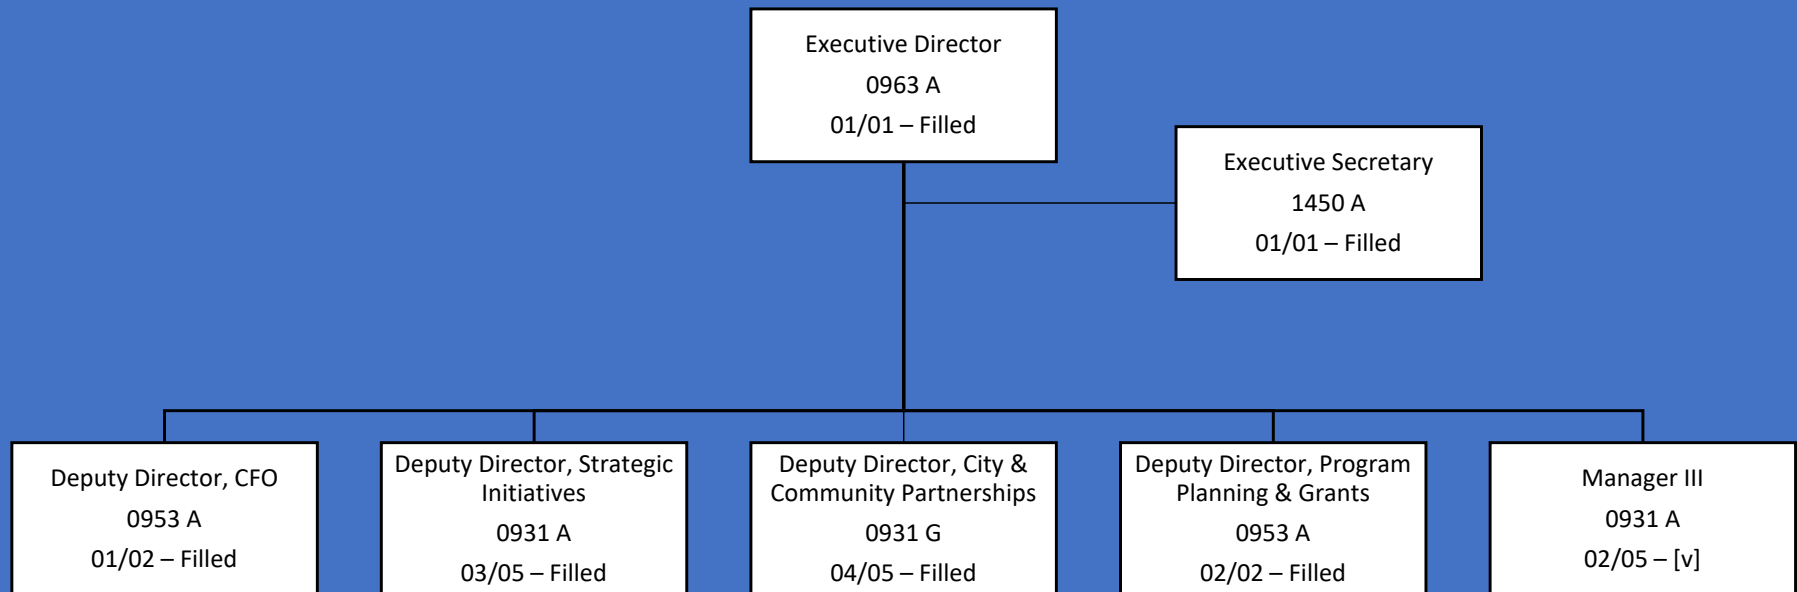 Executive Director
0963 A
01/01 – Filled
Executive Secretary
1450 A
01/01 – Filled
Deputy Director, CFO
0953 A
01/02 – Filled
Deputy Director, Strategic
Initiatives
0931 A
03/05 – Filled
Deputy Director, City &
Community Partnerships
0931 G
04/05 – Filled
Deputy Director, Program
Planning & Grants
0953 A
02/02 – Filled
Manager III
0931 A
02/05 – [v]